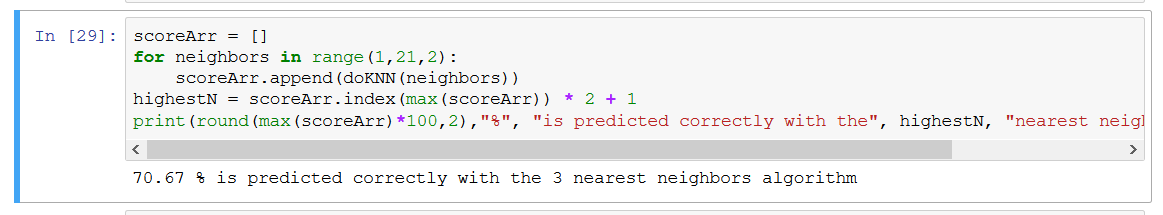 In [29]: scoreArr = []
for neighbors in range(1,21,2):
    scoreArr.append(doKNN(neighbors))
highestN = scoreArr.index(max(scoreArr)) * 2 + 1
print(round(max(scoreArr)*100,2),"%", "is predicted correctly with the", highestN, "nearest
70.67 % is predicted correctly with the 3 nearest neighbors algorithm